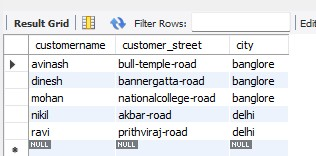 Result Grid Filter Rows: Edit
customername customer_street city
avinash bull-temple-road banglore
dinesh bannergatta-road banglore
mohan nationalcollege-road banglore
nikil akbar-road delhi
ravi prithviraj-road delhi
NULL NULL NULL